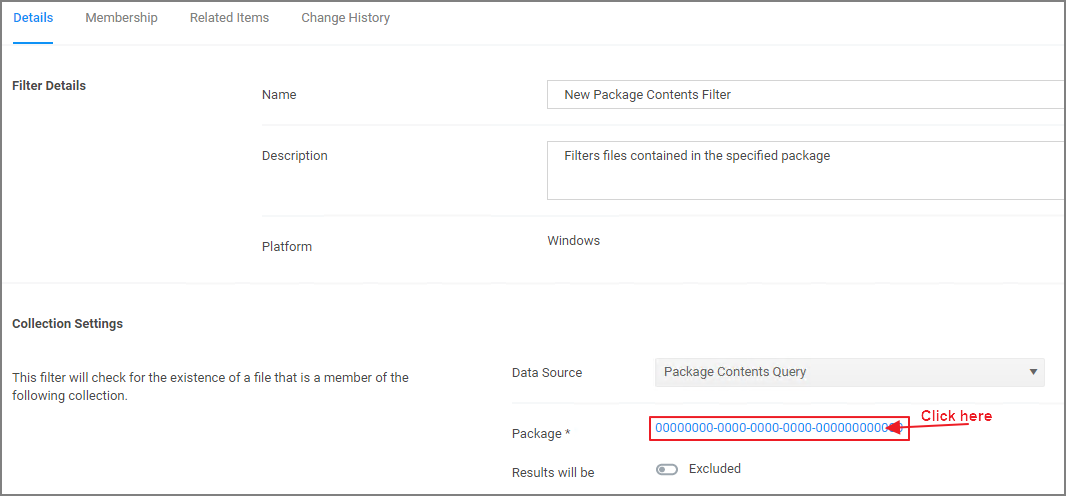 Details Membership Related Items Change History
Filter Details
Name New Package Contents Filter
Description Filters files contained in the specified package
Platform Windows
Collection Settings
This filter will check for the existence of a file that is a member of the
following collection.
Data Source Package Contents Query
Package * 00000000-0000-0000-0000-000000000000 Click here
Results will be Excluded